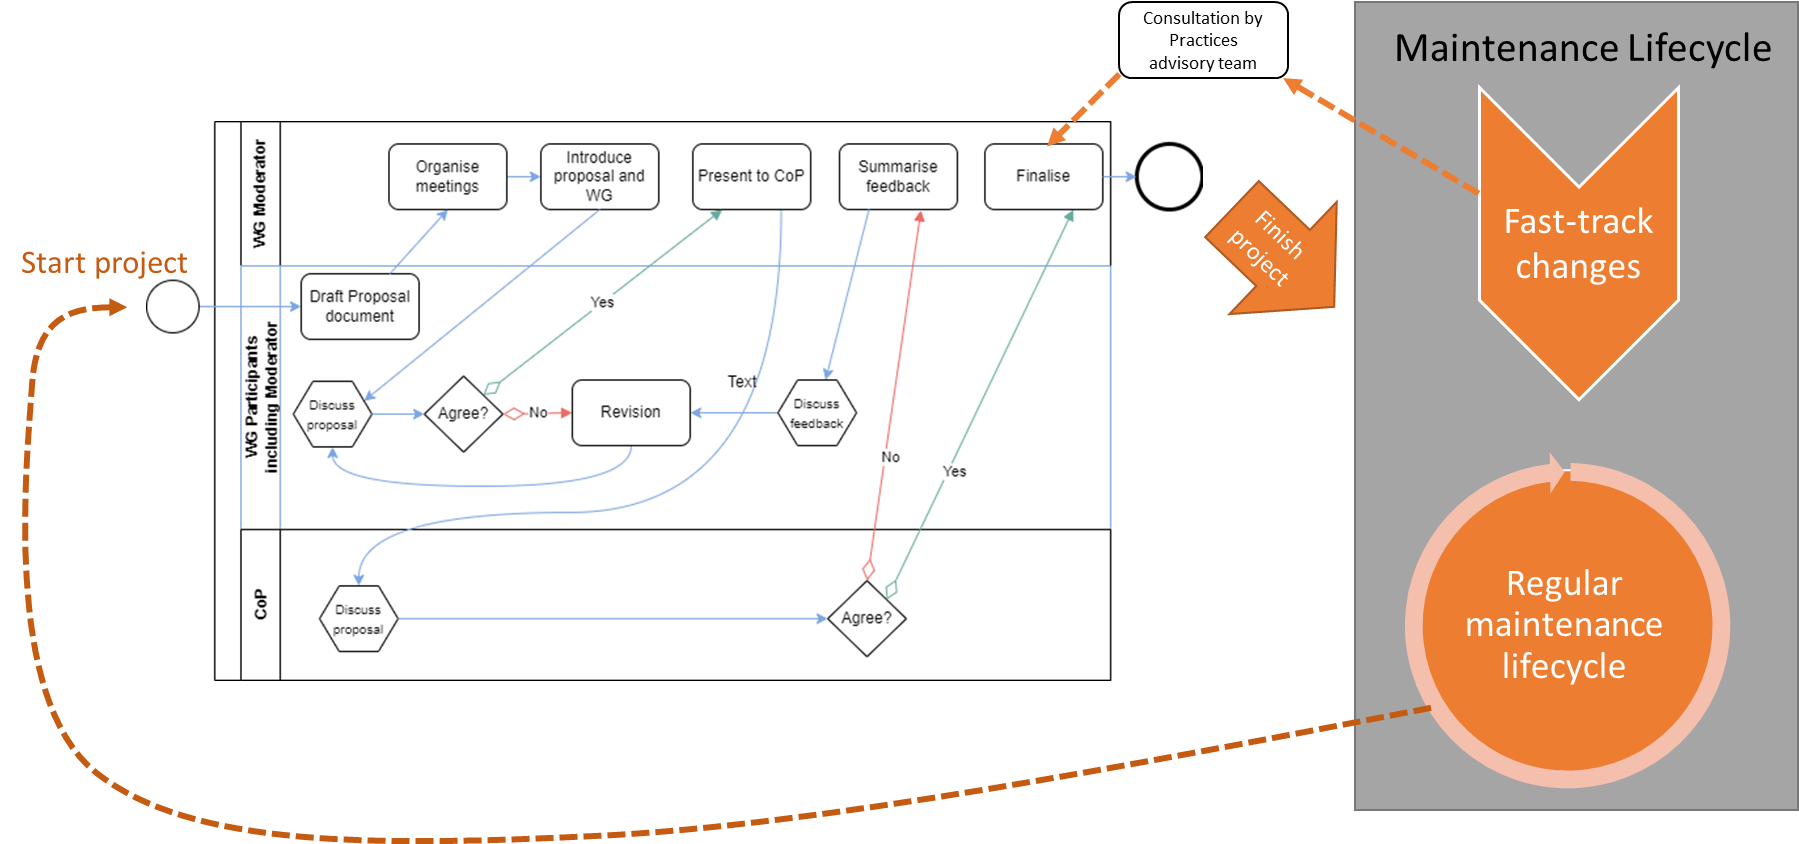 Consultation by
Practices
advisory team
Maintenance Lifecycle
WG Moderator
Organise
meetings
Introduce
proposal and
WG
Present to CoP
Summarise
feedback
Finalise
Finish
project
Fast-track
changes
Start project
WG Participants
including Moderator
Draft Proposal
document
Yes
Discuss
proposal
Agree?
No
Revision
Text
Discuss
feedback
No
Yes
CoP
Discuss
proposal
Agree?
Regular
maintenance
lifecycle